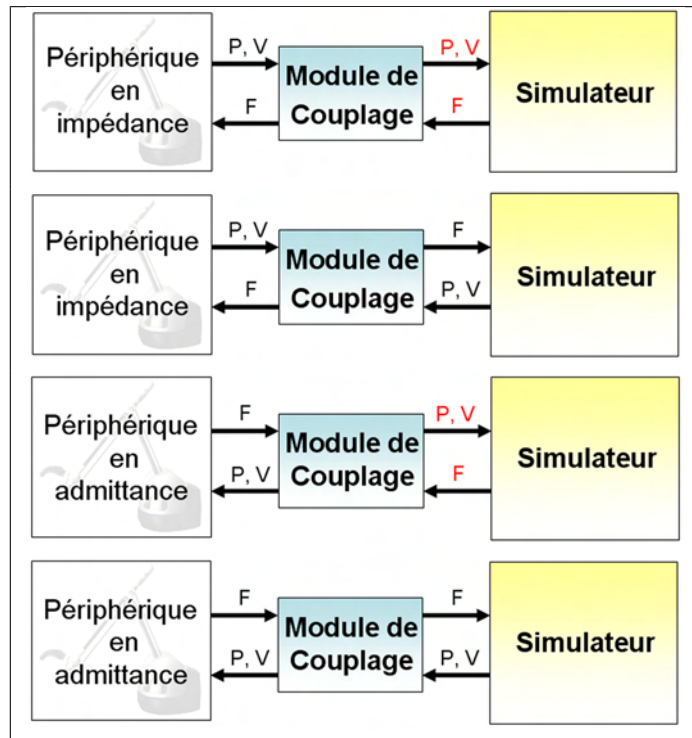 Périphérique
en
impédance
P, V
F
Module de
Couplage
P, V
F
Simulateur
Périphérique
en
impédance
P, V
F
Module de
Couplage
F
P, V
Simulateur
Périphérique
en
admittance
F
P, V
Module de
Couplage
P, V
F
Simulateur
Périphérique
en
admittance
F
P, V
Module de
Couplage
F
P, V
Simulateur